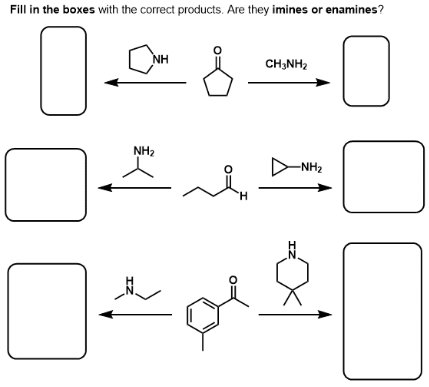 Fill in the boxes with the correct products. Are they imines or enamines?
NH
O
CH₃NH₂
NH₂
O
H
NH₂
H
N
O
H
N